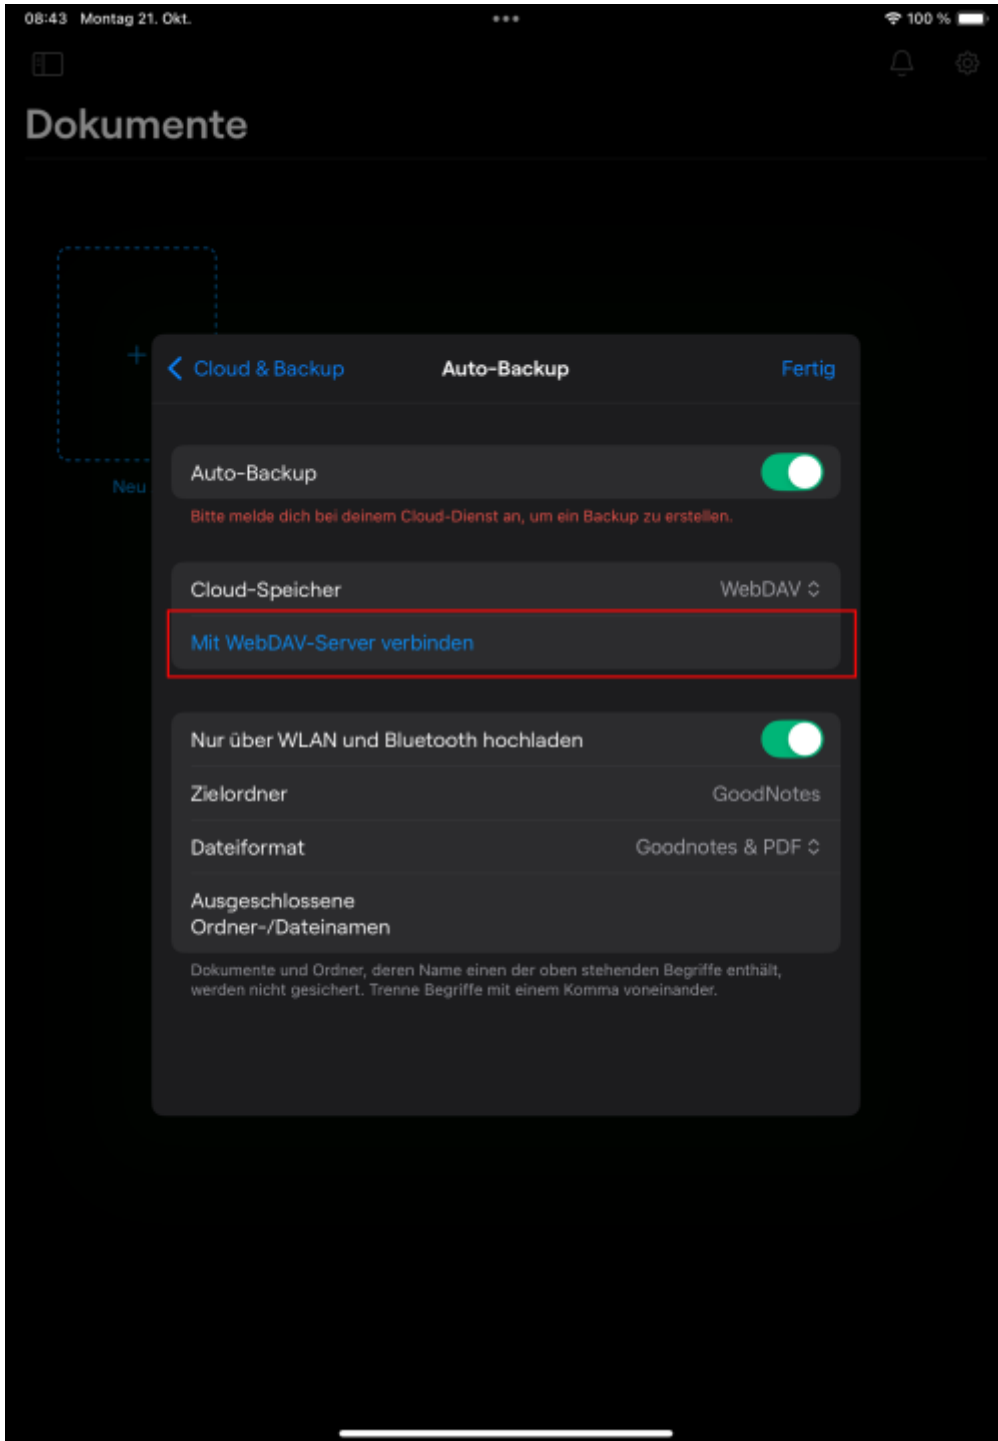 08:43 Montag 21. Okt.
100 %
Dokumente
Neu
Cloud & Backup
Auto-Backup
Fertig
Auto-Backup
Bitte melde dich bei deinem Cloud-Dienst an, um ein Backup zu erstellen.
Cloud-Speicher
WebDAV
Mit WebDAV-Server verbinden
Nur über WLAN und Bluetooth hochladen
Zielordner
GoodNotes
Dateiformat
Goodnotes & PDF
Ausgeschlossene
Ordner-/Dateinamen
Dokumente und Ordner, deren Name einen der oben stehenden Begriffe enthält,
werden nicht gesichert. Trenne Begriffe mit einem Komma voneinander.